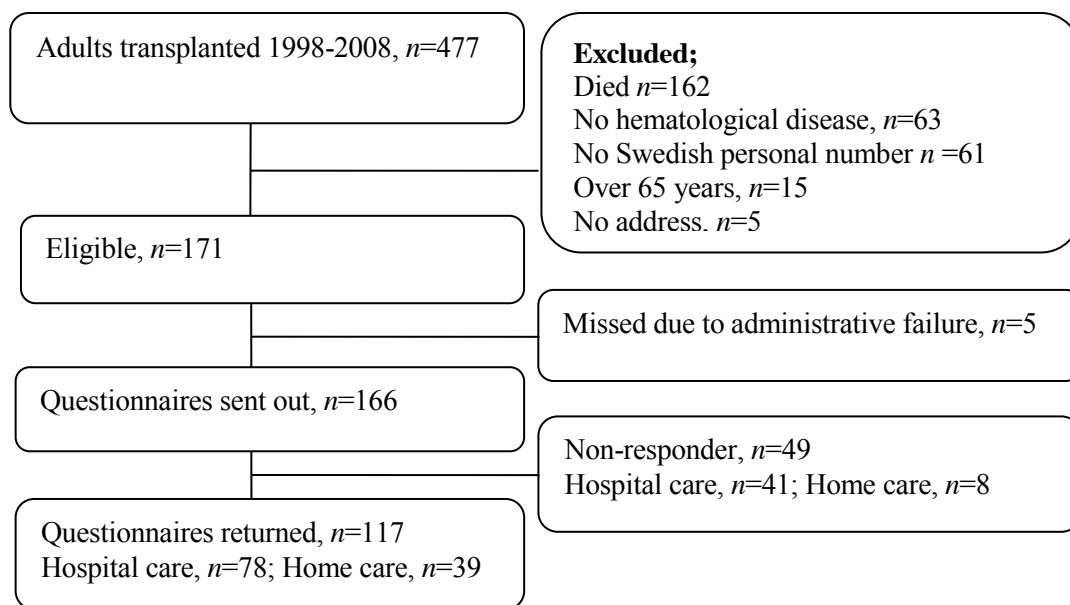 Adults transplanted 1998-2008, n=477
Excluded;
Died n=162
No hematological disease, n=63
No Swedish personal number n =61
Over 65 years, n=15
No address. n=5
Eligible, n=171
Missed due to administrative failure, n=5
Questionnaires sent out, n=166
Non-responder, n=49
Hospital care, n=41; Home care, n=8
Questionnaires returned, n=117
Hospital care, n=78; Home care, n=39